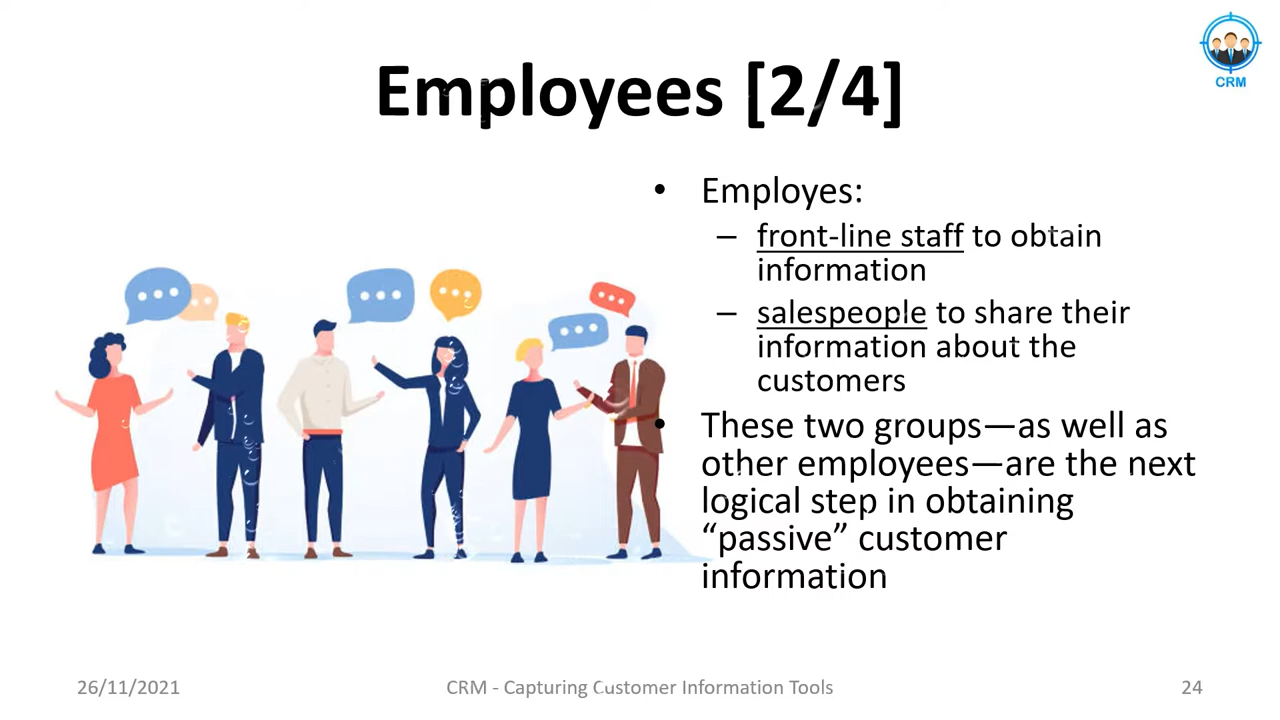 CRM
Employees [2/4]
• Employes:
– front-line staff to obtain
information
– salespeople to share their
information about the
customers
• These two groups—as well as
other employees—are the next
logical step in obtaining
“passive” customer
information
26/11/2021
CRM - Capturing Customer Information Tools
24